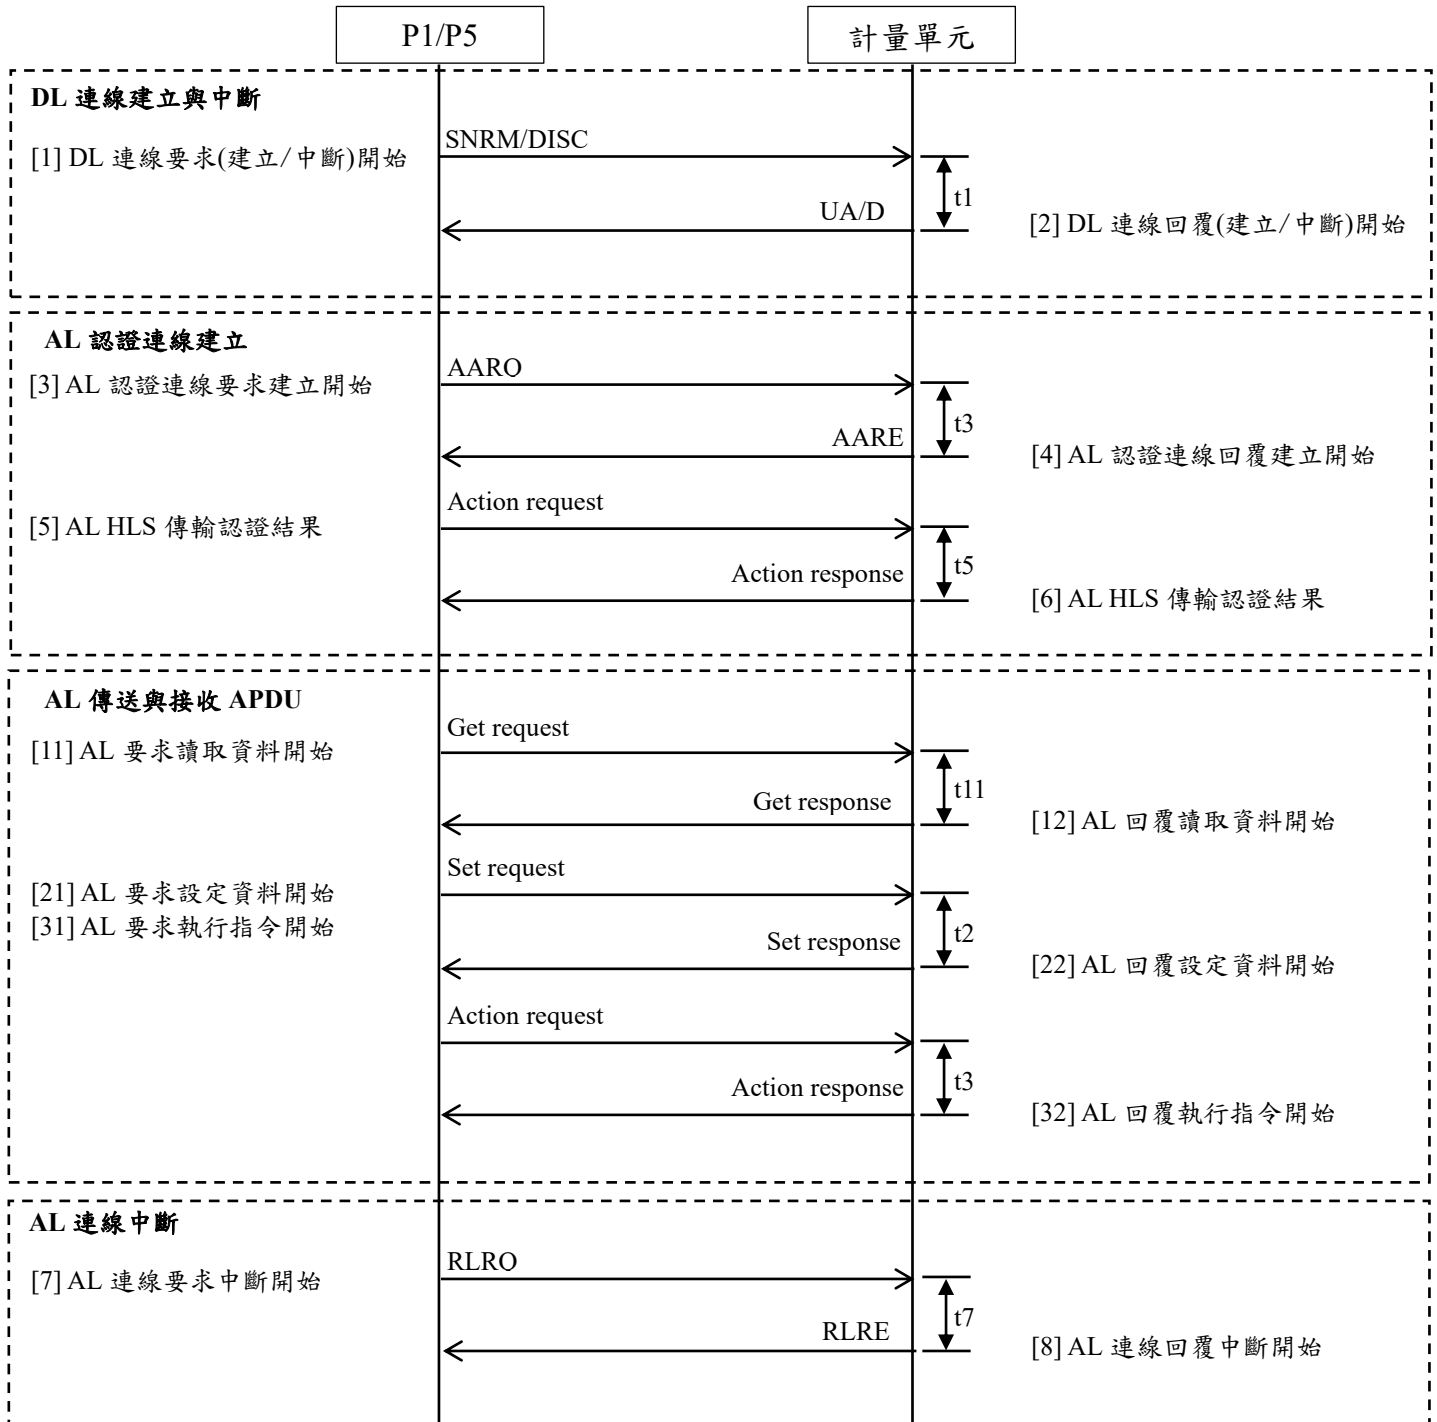 P1/P5
計量單元
DL 連線建立與中斷
SNRM/DISC
[1] DL 連線要求(建立/中斷)開始
t1
UA/D
[2] DL 連線回覆(建立/中斷)開始
AL 認證連線建立
AARO
[3] AL 認證連線要求建立開始
t3
AARE
[4] AL 認證連線回覆建立開始
Action request
[5] AL HLS 傳輸認證結果
t5
Action response
[6] AL HLS 傳輸認證結果
AL 傳送與接收 APDU
Get request
[11] AL 要求讀取資料開始
t11
Get response
[12] AL 回覆讀取資料開始
Set request
[21] AL 要求設定資料開始
[31] AL 要求執行指令開始
t2
Set response
[22] AL 回覆設定資料開始
Action request
t3
Action response
[32] AL 回覆執行指令開始
AL 連線中斷
RLRO
[7] AL 連線要求中斷開始
t7
RLRE
[8] AL 連線回覆中斷開始